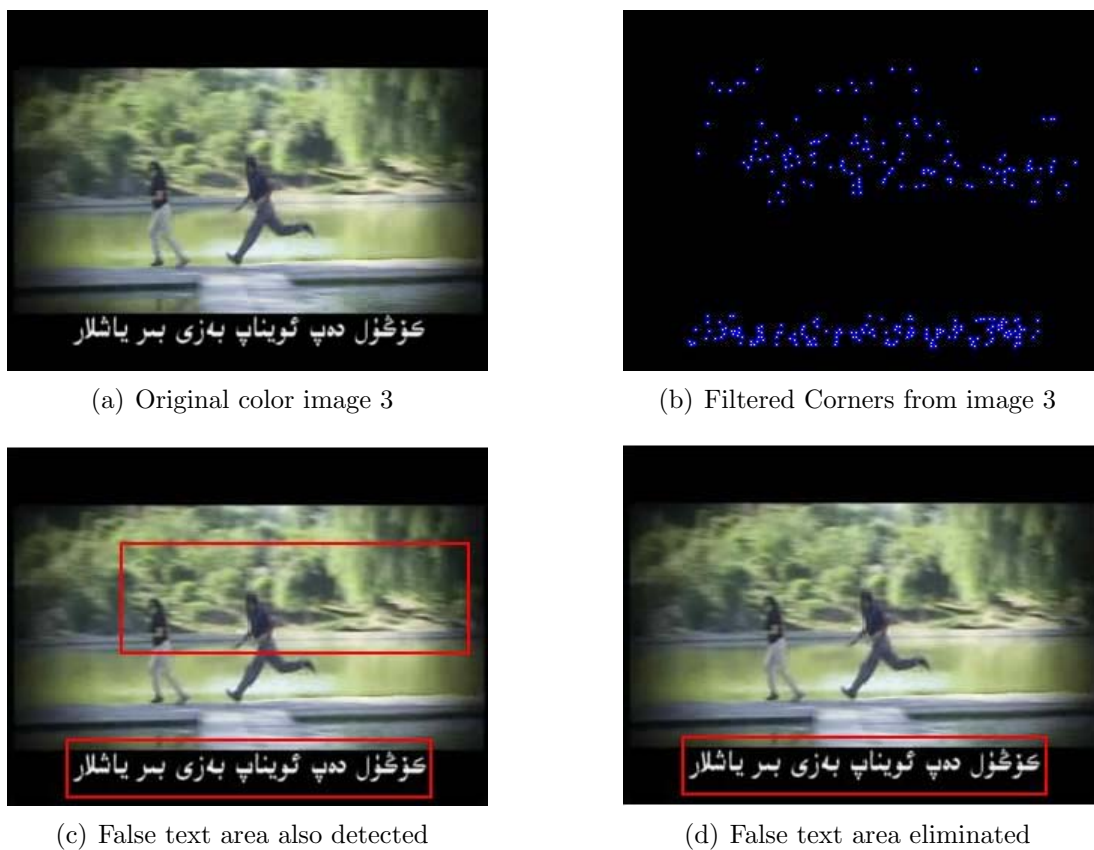 كۆڭۈل دەپ ئويناپ بەزى بىر ياشلار
(a) Original color image 3
(b) Filtered Corners from image 3
كۆڭۈل دەپ ئويناپ بەزى بىر ياشلار
كۆڭۈل دەپ ئويناپ بەزى بىر ياشلار
(c) False text area also detected
(d) False text area eliminated